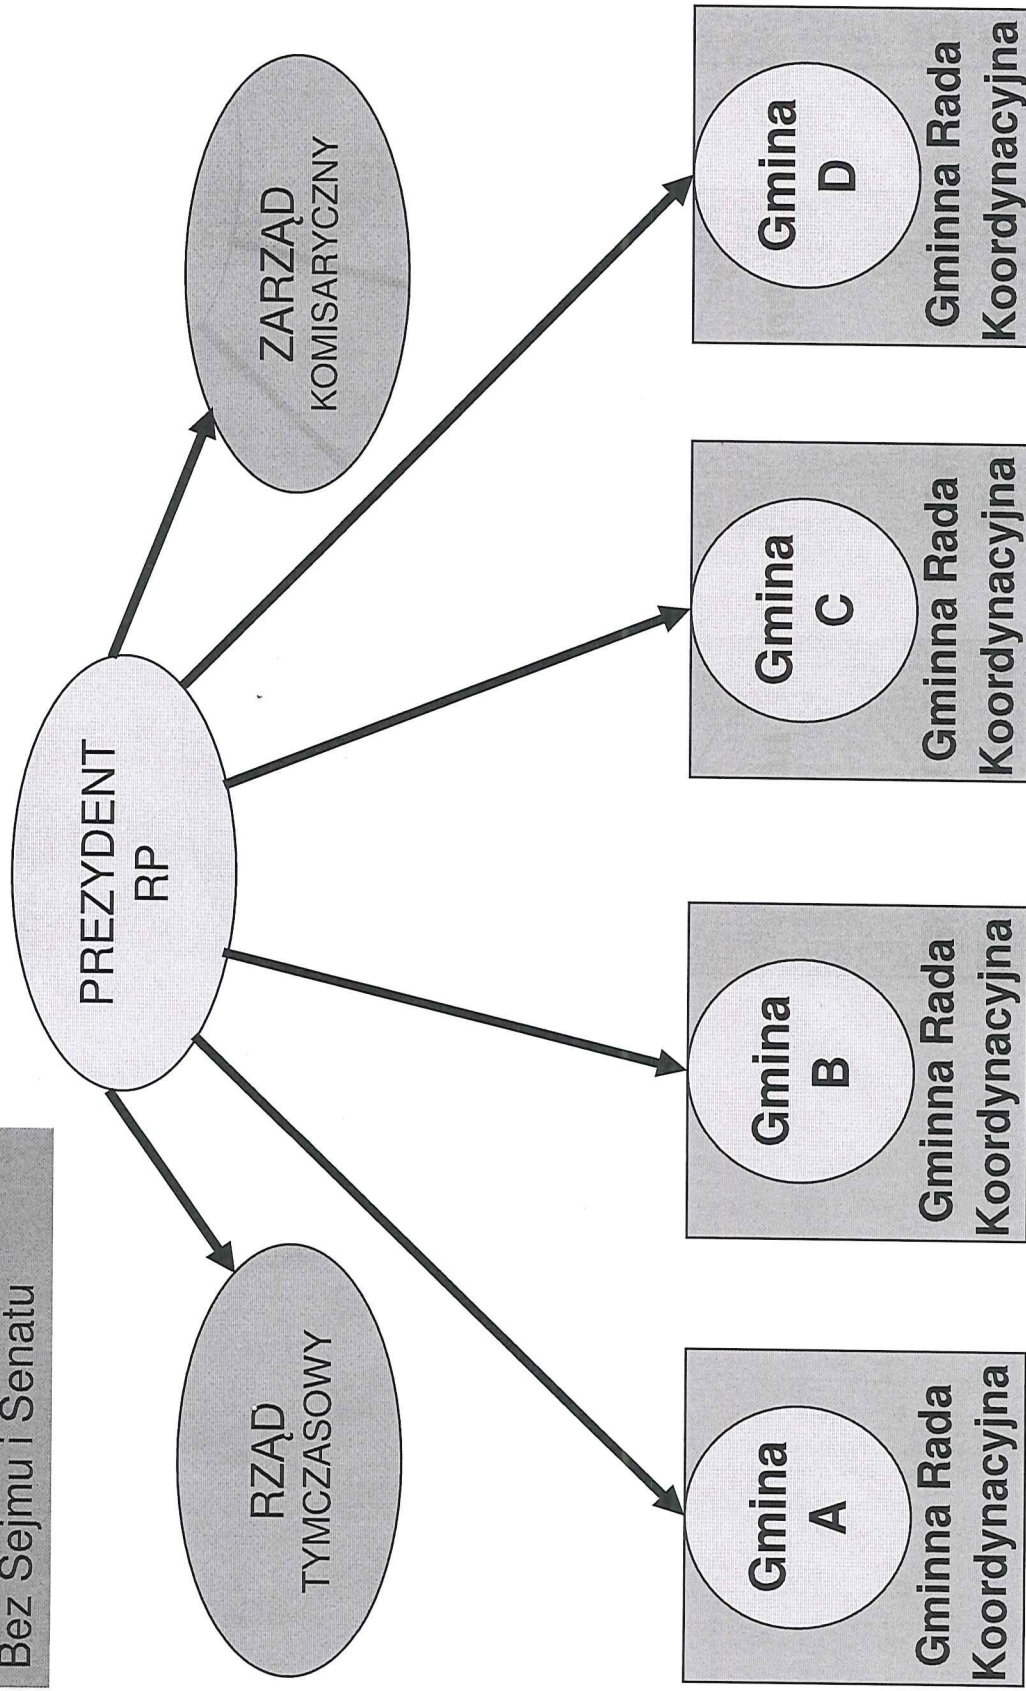 Bez Sejmu i Senatu
PREZYDENT
RP
RZĄD
TYMCZASOWY
ZARZĄD
KOMISARYCZNY
Gmina
A
Gminna Rada
Koordynacyjna
Gmina
B
Gminna Rada
Koordynacyjna
Gmina
C
Gminna Rada
Koordynacyjna
Gmina
D
Gminna Rada
Koordynacyjna